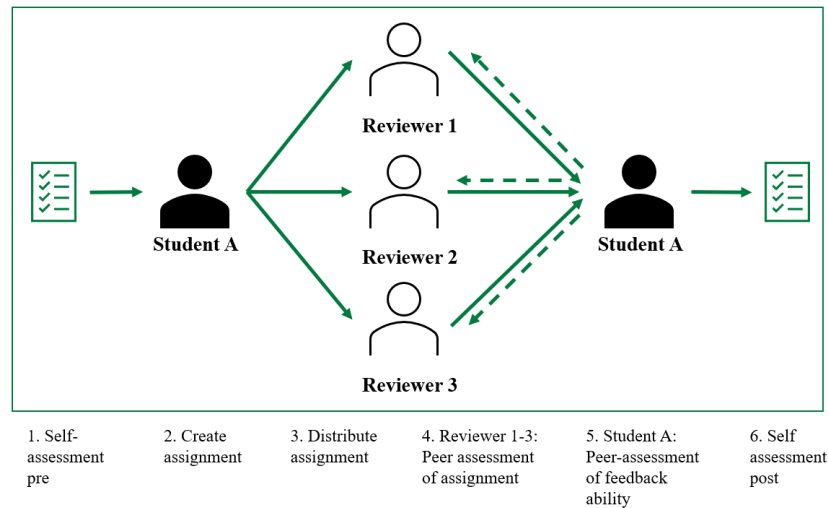 Reviewer 1
Student A
Student A
Reviewer 2
Reviewer 3
1. Self-
assessment
pre
2. Create
assignment
3. Distribute
assignment
4. Reviewer 1-3:
Peer assessment
of assignment
5. Student A:
Peer-assessment
of feedback
ability
6. Self
assessment
post